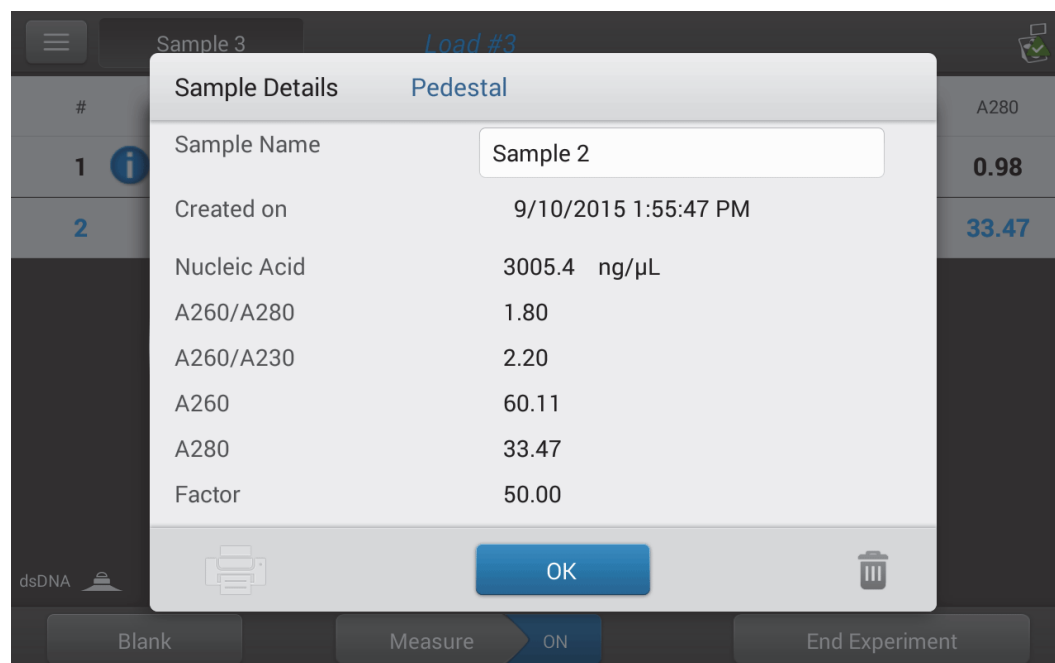 Sample 3 Load #3
# A280
1 i 0.98
2 33.47
Sample Details Pedestal
Sample Name Sample 2
Created on 9/10/2015 1:55:47 PM
Nucleic Acid 3005.4 ng/µL
A260/A280 1.80
A260/A230 2.20
A260 60.11
A280 33.47
Factor 50.00
OK
dsDNA
Blank Measure ON End Experiment